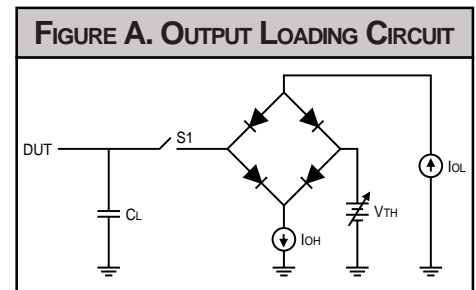 FIGURE A. OUTPUT LOADING CIRCUIT
DUT
S1
IOL
CL
VTH
IOH